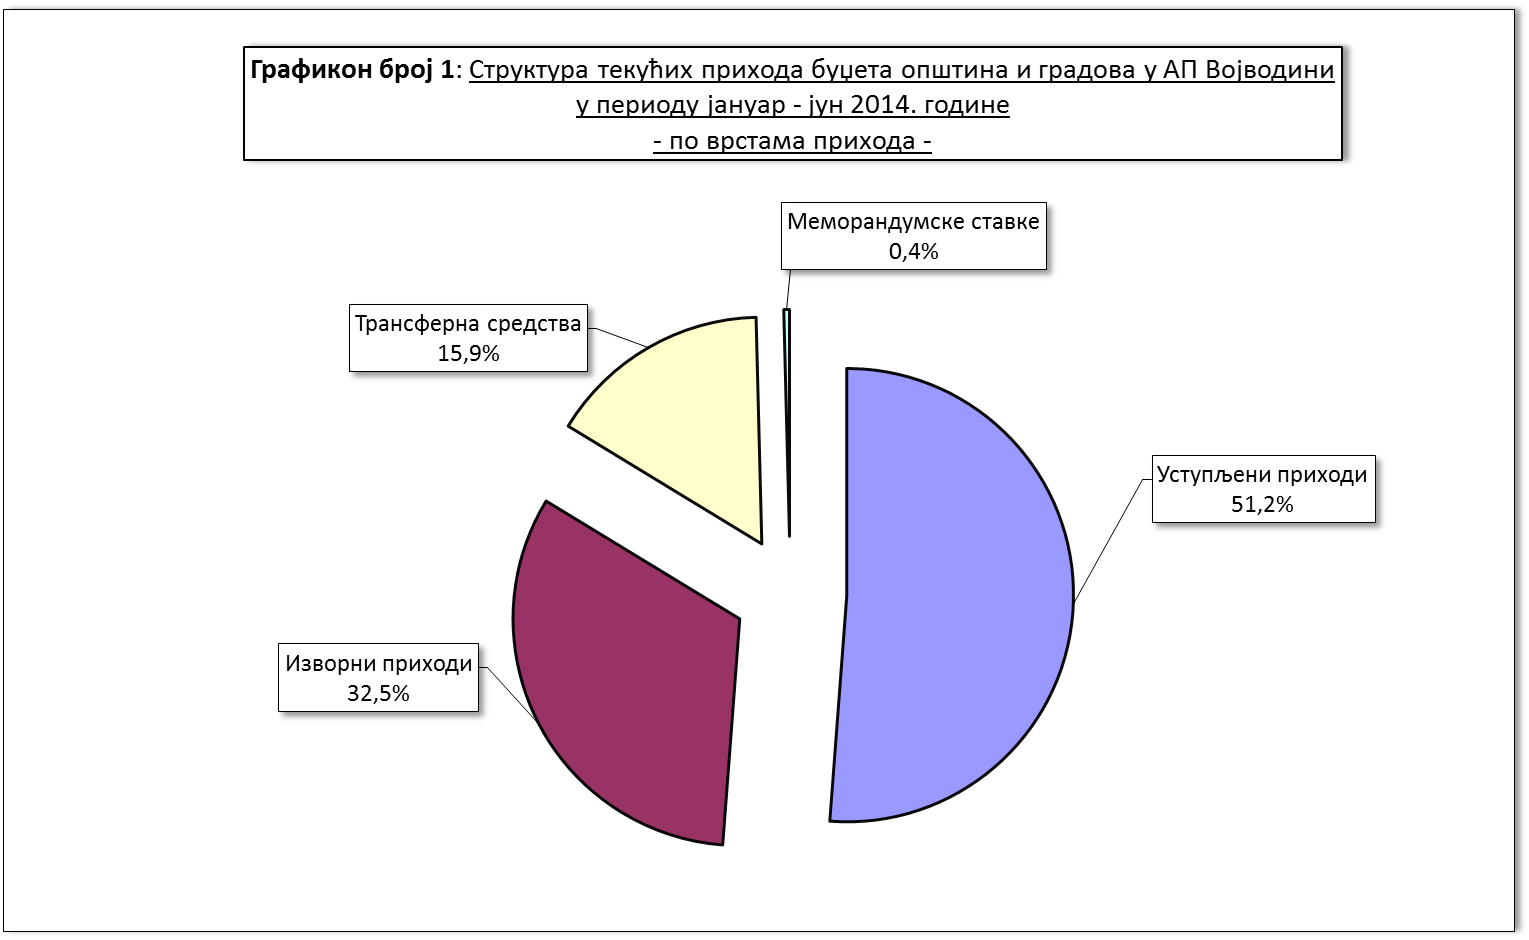 Графикон број 1: Структура текућих прихода буџета општина и градова у АП Војводини
у периоду јануар - јун 2014. године
- по врстама прихода -
Меморандумске ставке
0,4%
Трансферна средства
15,9%
Уступљени приходи
51,2%
Изворни приходи
32,5%